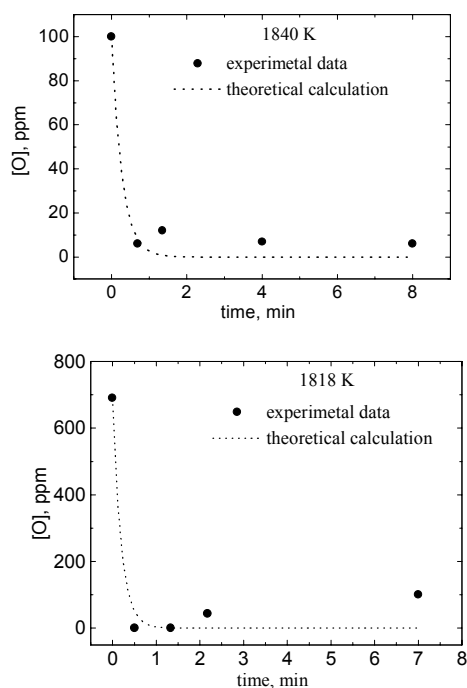 1840 K
experimetal data
theoretical calculation
100
80
60
40
20
0
[O], ppm
0 2 4 6 8
time, min
1818 K
experimetal data
theoretical calculation
800
600
400
200
0
[O], ppm
0 1 2 3 4 5 6 7 8
time, min